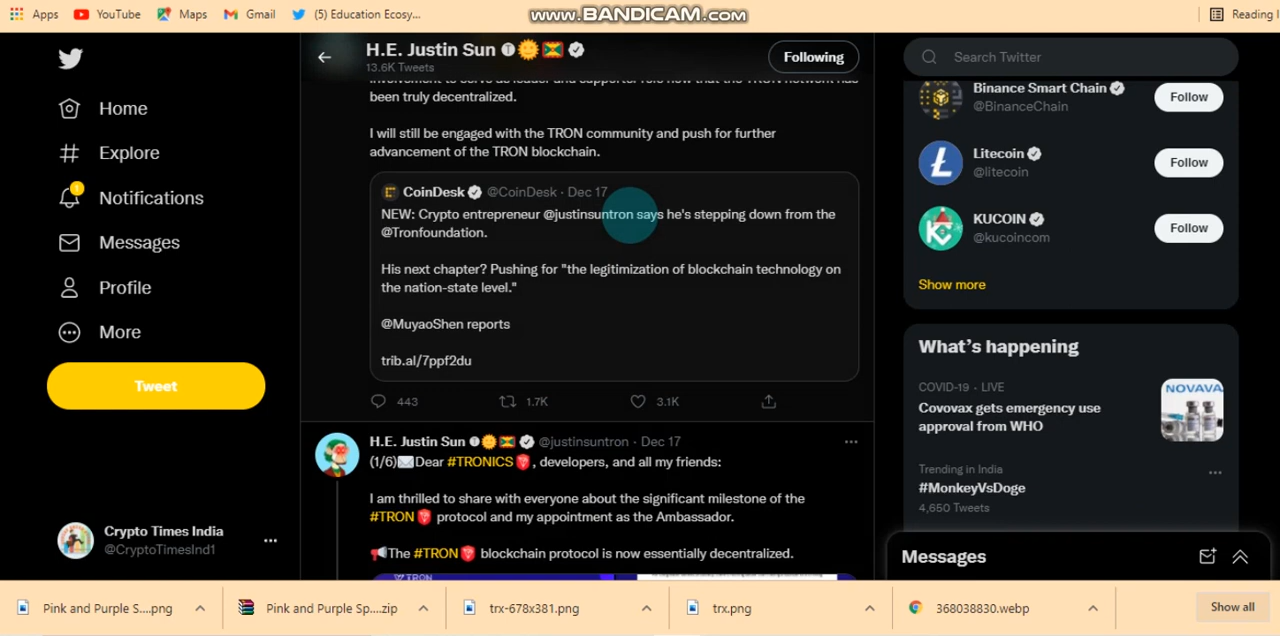 Apps
YouTube
Maps
Gmail
(5) Education Ecosy...
www.BANDICAM.com
Reading l
Home
Explore
Notifications
Messages
Profile
More
Tweet
Crypto Times India
@CryptoTimesInd1
H.E. Justin Sun
13.6K Tweets
Following
been truly decentralized.
I will still be engaged with the TRON community and push for further
advancement of the TRON blockchain.
CoinDesk @CoinDesk · Dec 17
NEW: Crypto entrepreneur @justinsuntron says he's stepping down from the
@Tronfoundation.
His next chapter? Pushing for "the legitimization of blockchain technology on
the nation-state level."
@MuyaoShen reports
trib.al/7ppf2du
443 1.7K 3.1K
H.E. Justin Sun @justinsuntron · Dec 17
(1/6)Dear #TRONICS, developers, and all my friends:
I am thrilled to share with everyone about the significant milestone of the
#TRON protocol and my appointment as the Ambassador.
The #TRON blockchain protocol is now essentially decentralized.
Search Twitter
Binance Smart Chain
@BinanceChain
Follow
Litecoin
@litecoin
Follow
KUCOIN
@kucoincom
Follow
Show more
What's happening
COVID-19 · LIVE
Covovax gets emergency use
approval from WHO
NOVAVA
Trending in India
#MonkeyVsDoge
4,650 Tweets
Messages
Pink and Purple S....png
Pink and Purple Sp....zip
trx-678x381.png
trx.png
368038830.webp
Show all